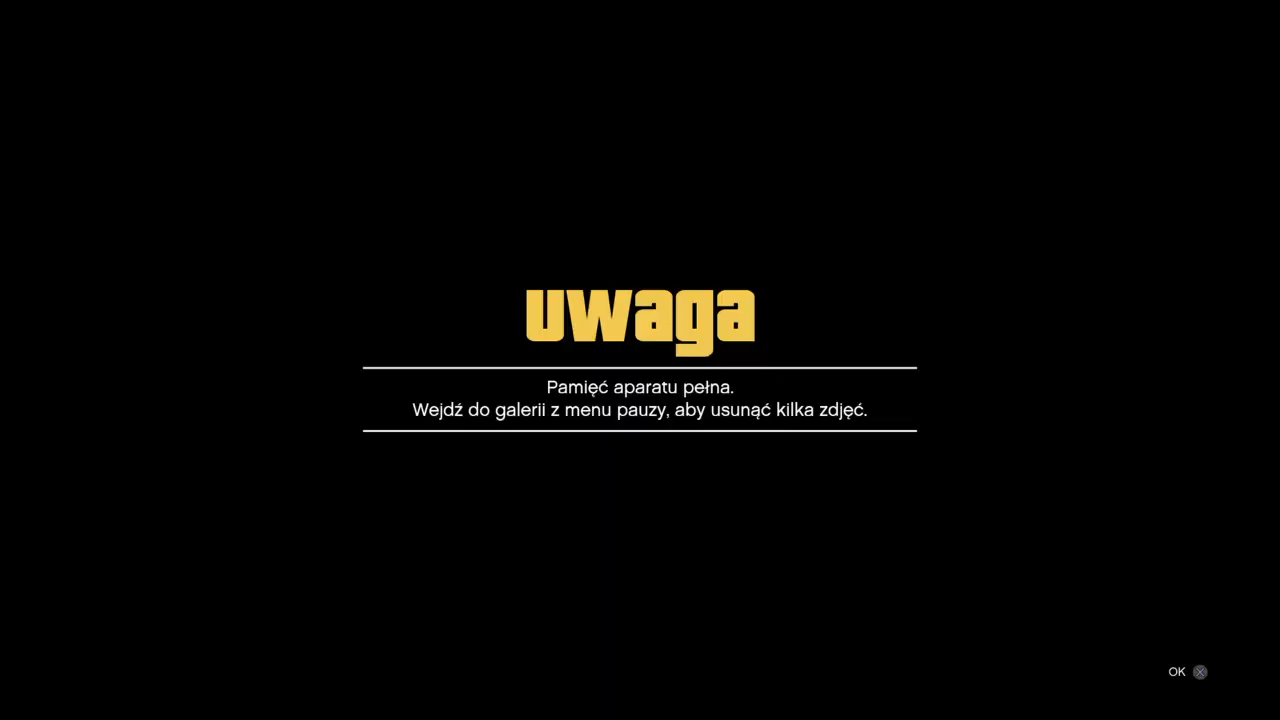 uwaga
Pamięć aparatu pełna.
Wejdź do galerii z menu pauzy, aby usunąć kilka zdjęć.
OK